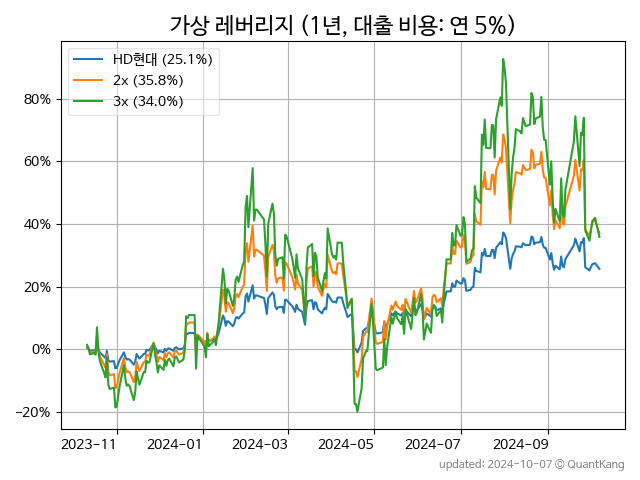 가상 레버리지 (1년, 대출 비용: 연 5%)
HD현대 (25.1%)
2x (35.8%)
3x (34.0%)
80%
60%
40%
20%
0%
−20%
2023-11 2024-01 2024-03 2024-05 2024-07 2024-09
updated: 2024-10-07 © QuantKang